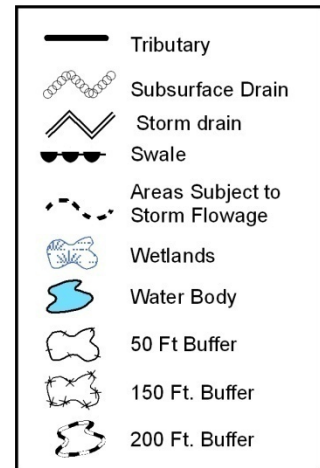 Tributary
Subsurface Drain
Storm drain
Swale
Areas Subject to
Storm Flowage
Wetlands
Water Body
50 Ft Buffer
150 Ft. Buffer
200 Ft. Buffer